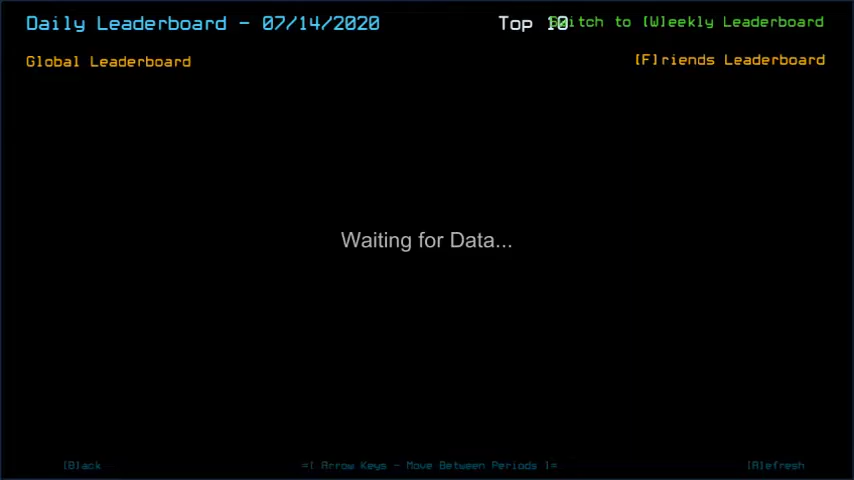 Daily Leaderboard - 07/14/2020
Top 10
Switch to [W]eekly Leaderboard
Global Leaderboard
[F]riends Leaderboard
Waiting for Data...
[B]ack
=[ Arrow Keys - Move Between Periods ]=
[R]efresh